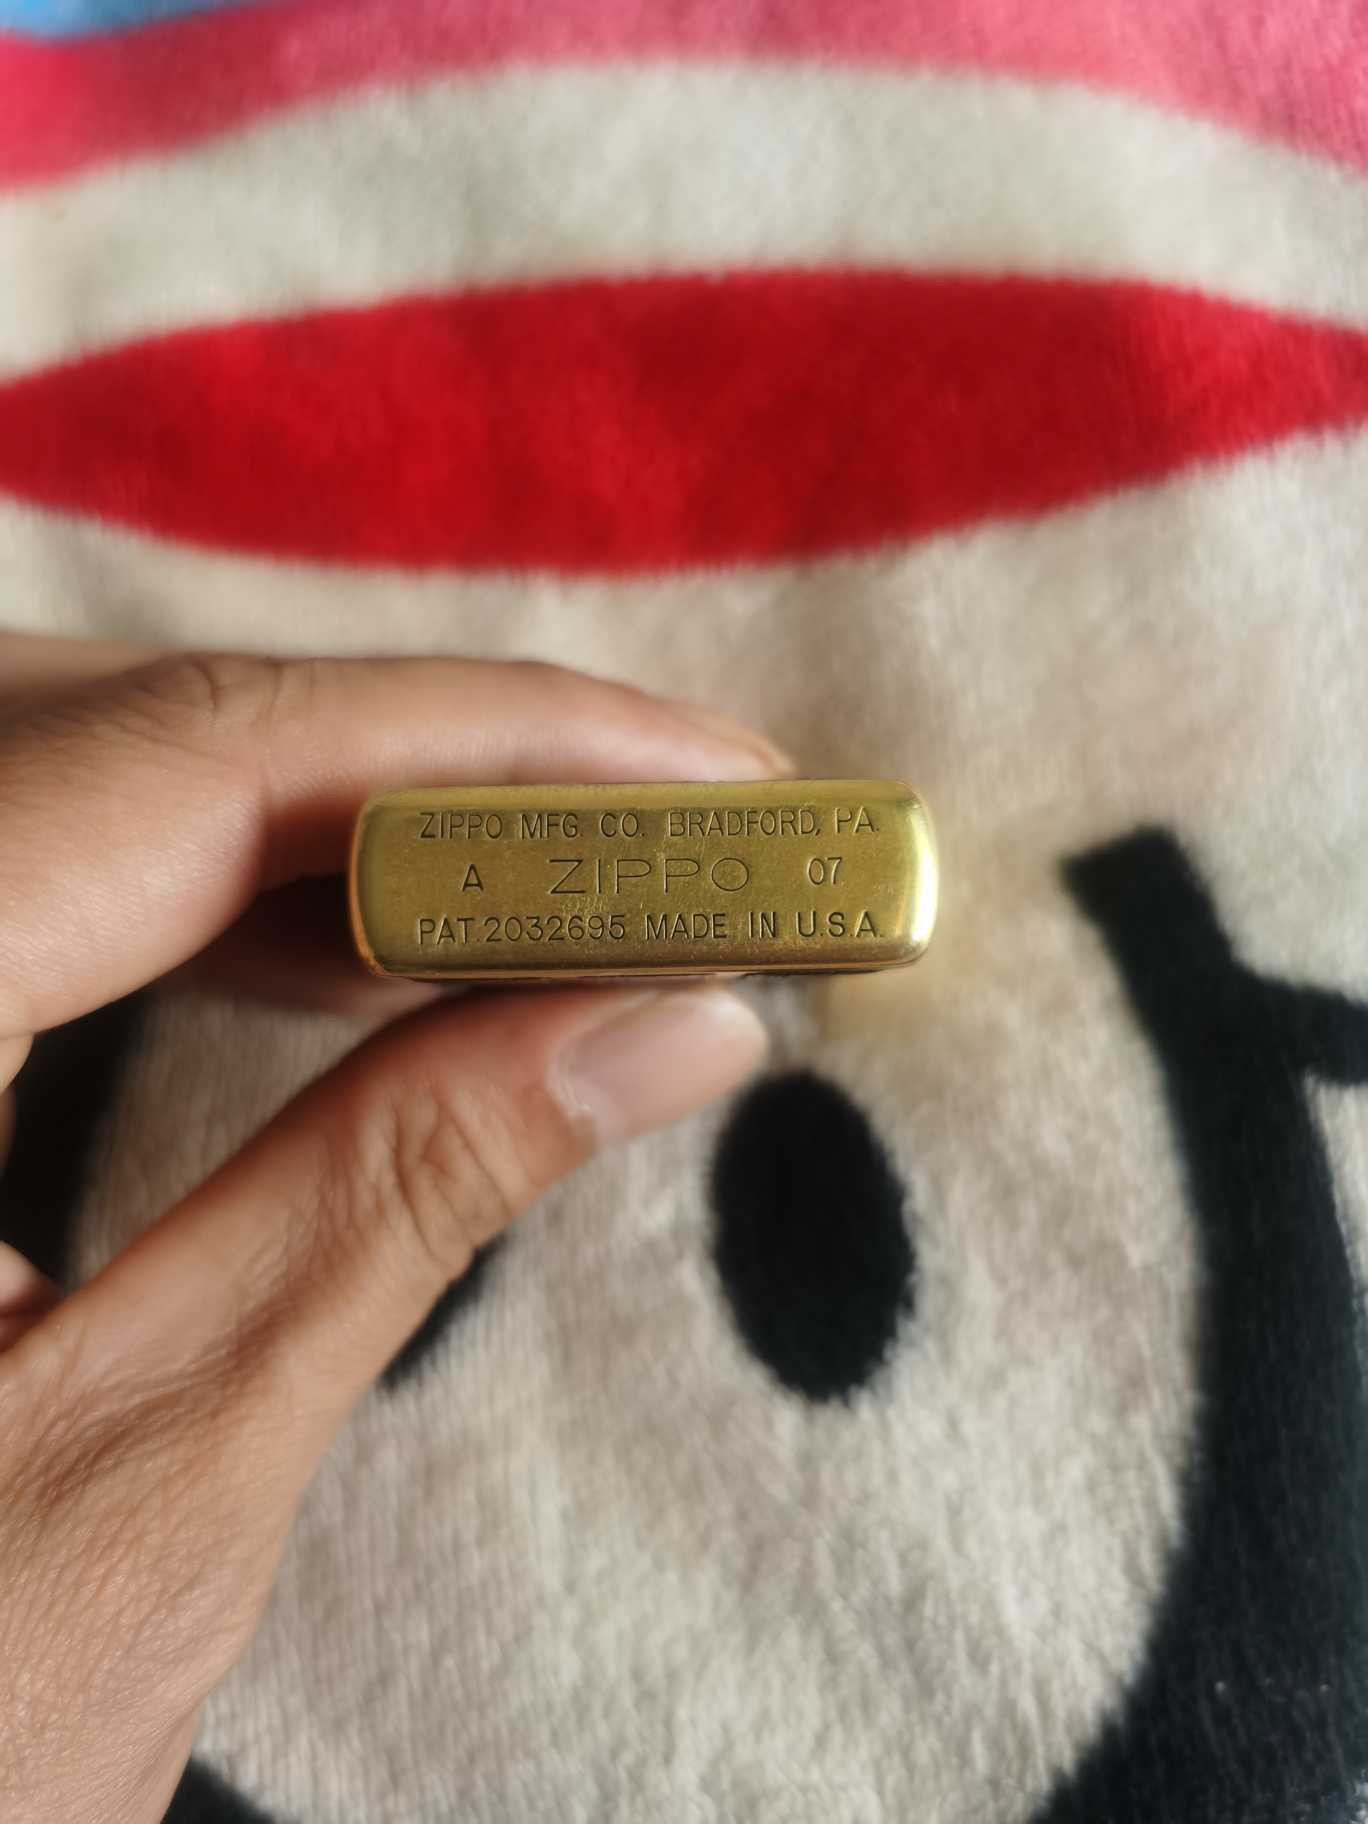 ZIPPO MFG. CO. BRADFORD, PA.
A ZIPPO 07
PAT.2032695 MADE IN U.S.A.